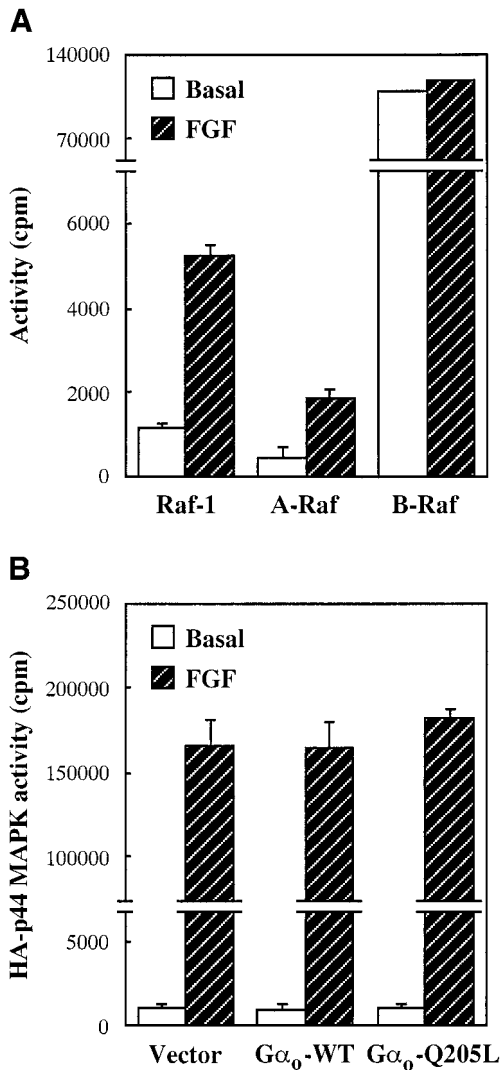 A
140000
Basal
FGF
70000
6000
4000
2000
0
Activity (cpm)
Raf-1 A-Raf B-Raf
B
250000
Basal
FGF
200000
150000
100000
5000
0
HA-p44 MAPK activity (cpm)
Vector Gαo-WT Gαo-Q205L